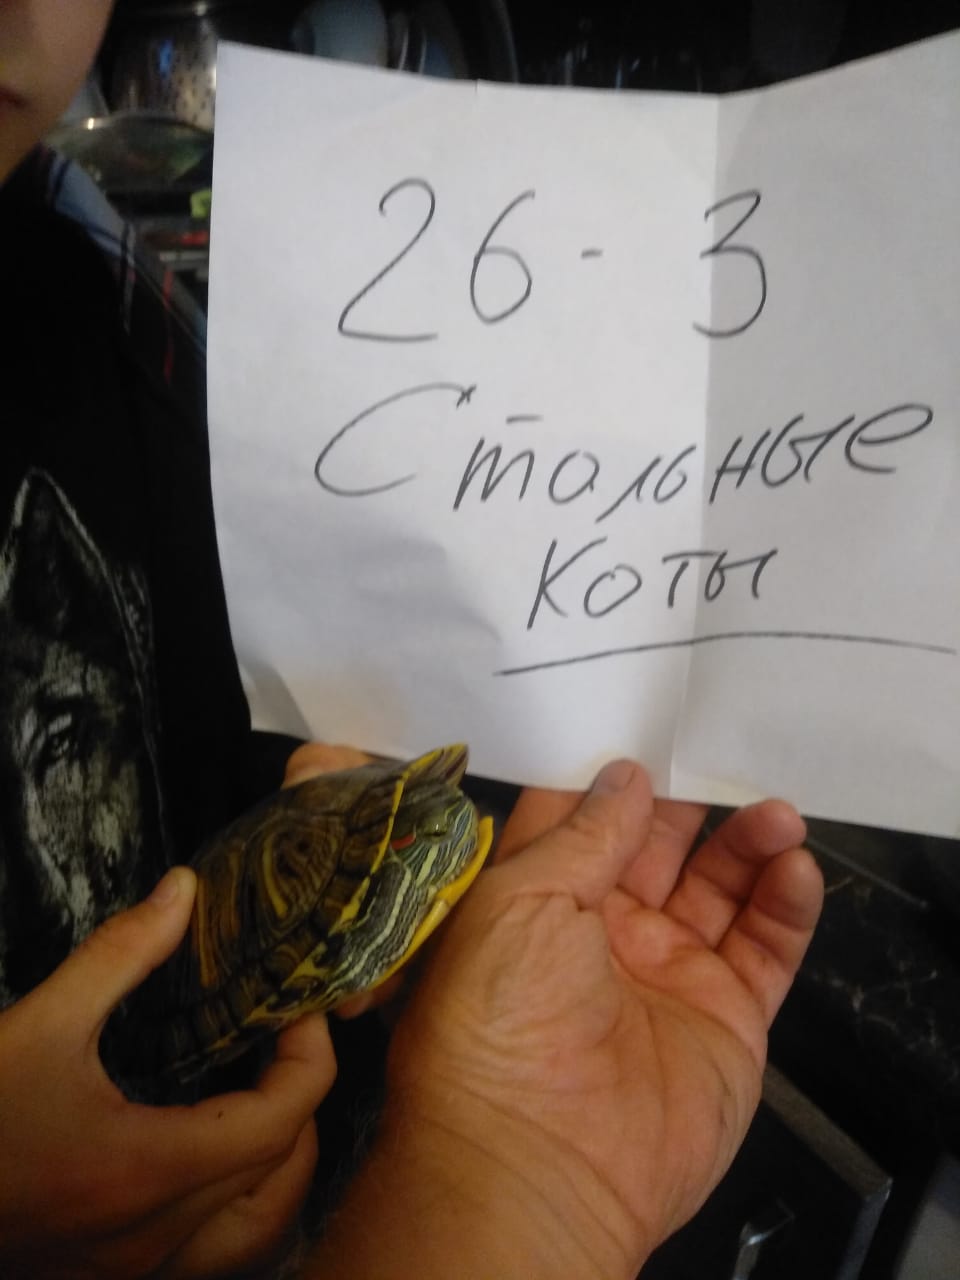 26- 3
Стальные
Коты